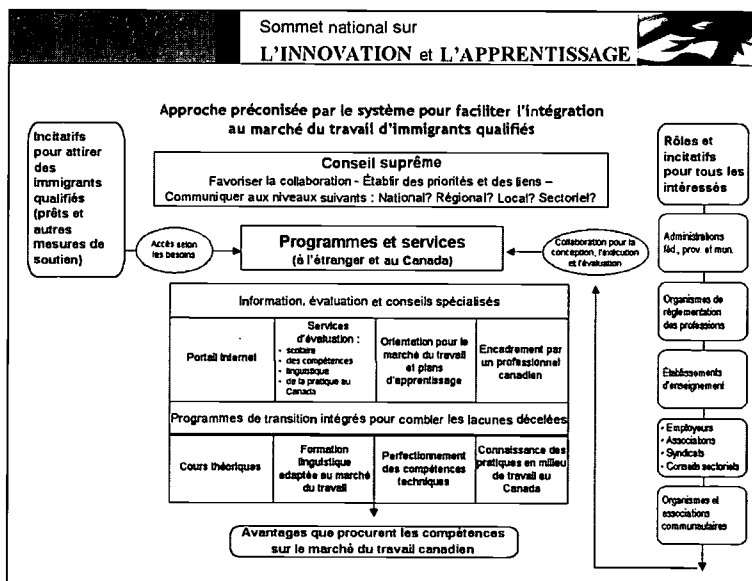 Sommet national sur
L'INNOVATION et L'APPRENTISSAGE
Approche préconisée par le système pour faciliter l'intégration
au marché du travail d'immigrants qualifiés
Incitatifs
pour attirer
des
immigrants
qualifiés
(prêts et
autres
mesures de
soutien)
Conseil suprême
Favoriser la collaboration - Établir des priorités et des liens –
Communiquer aux niveaux suivants : National? Régional? Local? Sectoriel?
Accès selon
les besoins
Programmes et services
(à l'étranger et au Canada)
Collaboration pour la
conception, l'exécution
et l'évaluation
Information, évaluation et conseils spécialisés
Portail Internet
Services
d'évaluation :
• scolaire
• des compétences
• linguistique
• de la pratique au
Canada
Orientation pour le
marché du travail
et plans
d'apprentissage
Encadrement par
un professionnel
canadien
Programmes de transition intégrés pour combler les lacunes décelées
Cours théoriques
Formation
linguistique
adaptée au marché
du travail
Perfectionnement
des compétences
techniques
Connaissance des
pratiques en milieu
de travail au
Canada
Avantages que procurent les compétences
sur le marché du travail canadien
Rôles et
incitatifs
pour tous les
intéressés
Administrations
féd., prov. et mun.
Organismes de
réglementation
des professions
Établissements
d'enseignement
• Employeurs
• Associations
• Syndicats
• Conseils sectoriels
Organismes et
associations
communautaires